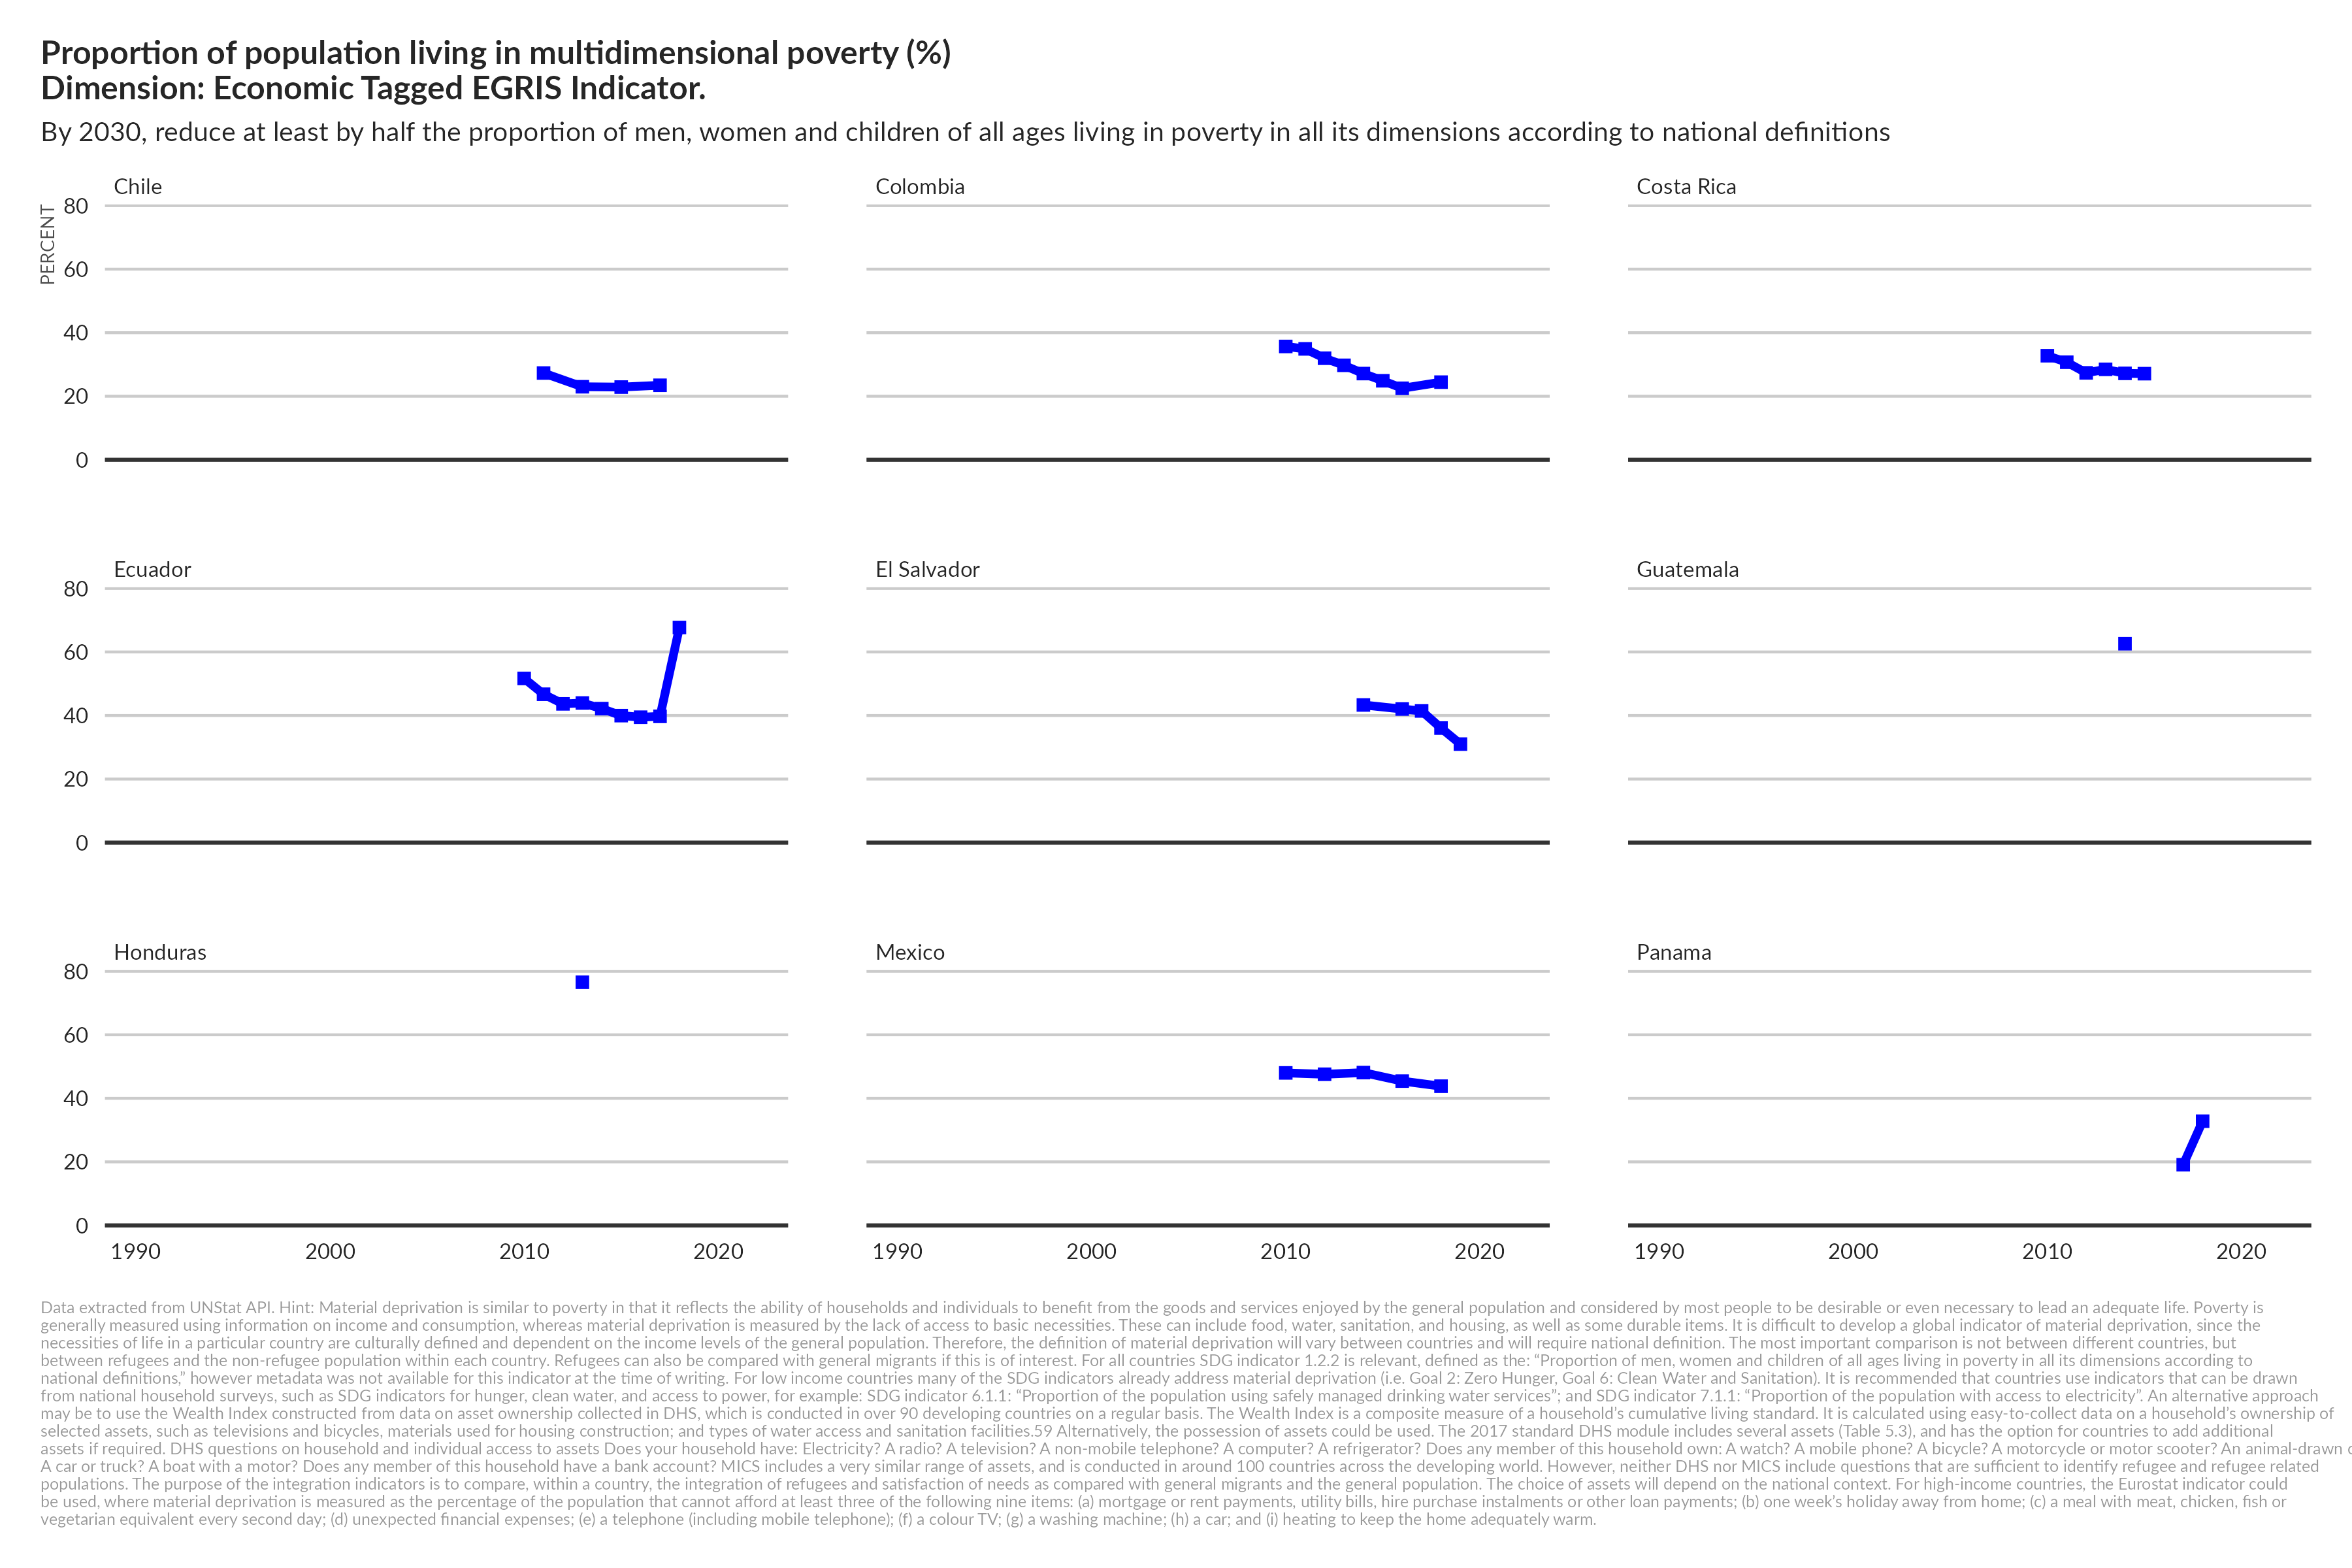 Proportion of population living in multidimensional poverty (%)
Dimension: Economic Tagged EGRIS Indicator.
By 2030, reduce at least by half the proportion of men, women and children of all ages living in poverty in all its dimensions according to national definitions
Chile
Colombia
Costa Rica
PERCENT
80
60
40
20
0
Ecuador
El Salvador
Guatemala
80
60
40
20
0
Honduras
Mexico
Panama
80
60
40
20
0
1990 2000 2010 2020
1990 2000 2010 2020
1990 2000 2010 2020
Data extracted from UNStat API. Hint: Material deprivation is similar to poverty in that it reflects the ability of households and individuals to benefit from the goods and services enjoyed by the general population and considered by most people to be desirable or even necessary to lead an adequate life. Poverty is
generally measured using information on income and consumption, whereas material deprivation is measured by the lack of access to basic necessities. These can include food, water, sanitation, and housing, as well as some durable items. It is difficult to develop a global indicator of material deprivation, since the
necessities of life in a particular country are culturally defined and dependent on the income levels of the general population. Therefore, the definition of material deprivation will vary between countries and will require national definition. The most important comparison is not between different countries, but
between refugees and the non-refugee population within each country. Refugees can also be compared with general migrants if this is of interest. For all countries SDG indicator 1.2.2 is relevant, defined as the: “Proportion of men, women and children of all ages living in poverty in all its dimensions according to
national definitions,” however metadata was not available for this indicator at the time of writing. For low income countries many of the SDG indicators already address material deprivation (i.e. Goal 2: Zero Hunger, Goal 6: Clean Water and Sanitation). It is recommended that countries use indicators that can be drawn
from national household surveys, such as SDG indicators for hunger, clean water, and access to power, for example: SDG indicator 6.1.1: “Proportion of the population using safely managed drinking water services”; and SDG indicator 7.1.1: “Proportion of the population with access to electricity”. An alternative approach
may be to use the Wealth Index constructed from data on asset ownership collected in DHS, which is conducted in over 90 developing countries on a regular basis. The Wealth Index is a composite measure of a household’s cumulative living standard. It is calculated using easy-to-collect data on a household’s ownership of
selected assets, such as televisions and bicycles, materials used for housing construction; and types of water access and sanitation facilities.59 Alternatively, the possession of assets could be used. The 2017 standard DHS module includes several assets (Table 5.3), and has the option for countries to add additional
assets if required. DHS questions on household and individual access to assets Does your household have: Electricity? A radio? A television? A non-mobile telephone? A computer? A refrigerator? Does any member of this household own: A watch? A mobile phone? A bicycle? A motorcycle or motor scooter? An animal-drawn
A car or truck? A boat with a motor? Does any member of this household have a bank account? MICS includes a very similar range of assets, and is conducted in around 100 countries across the developing world. However, neither DHS nor MICS include questions that are sufficient to identify refugee and refugee related
populations. The purpose of the integration indicators is to compare, within a country, the integration of refugees and satisfaction of needs as compared with general migrants and the general population. The choice of assets will depend on the national context. For high-income countries, the Eurostat indicator could
be used, where material deprivation is measured as the percentage of the population that cannot afford at least three of the following nine items: (a) mortgage or rent payments, utility bills, hire purchase instalments or other loan payments; (b) one week’s holiday away from home; (c) a meal with meat, chicken, fish or
vegetarian equivalent every second day; (d) unexpected financial expenses; (e) a telephone (including mobile telephone); (f) a colour TV; (g) a washing machine; (h) a car; and (i) heating to keep the home adequately warm.